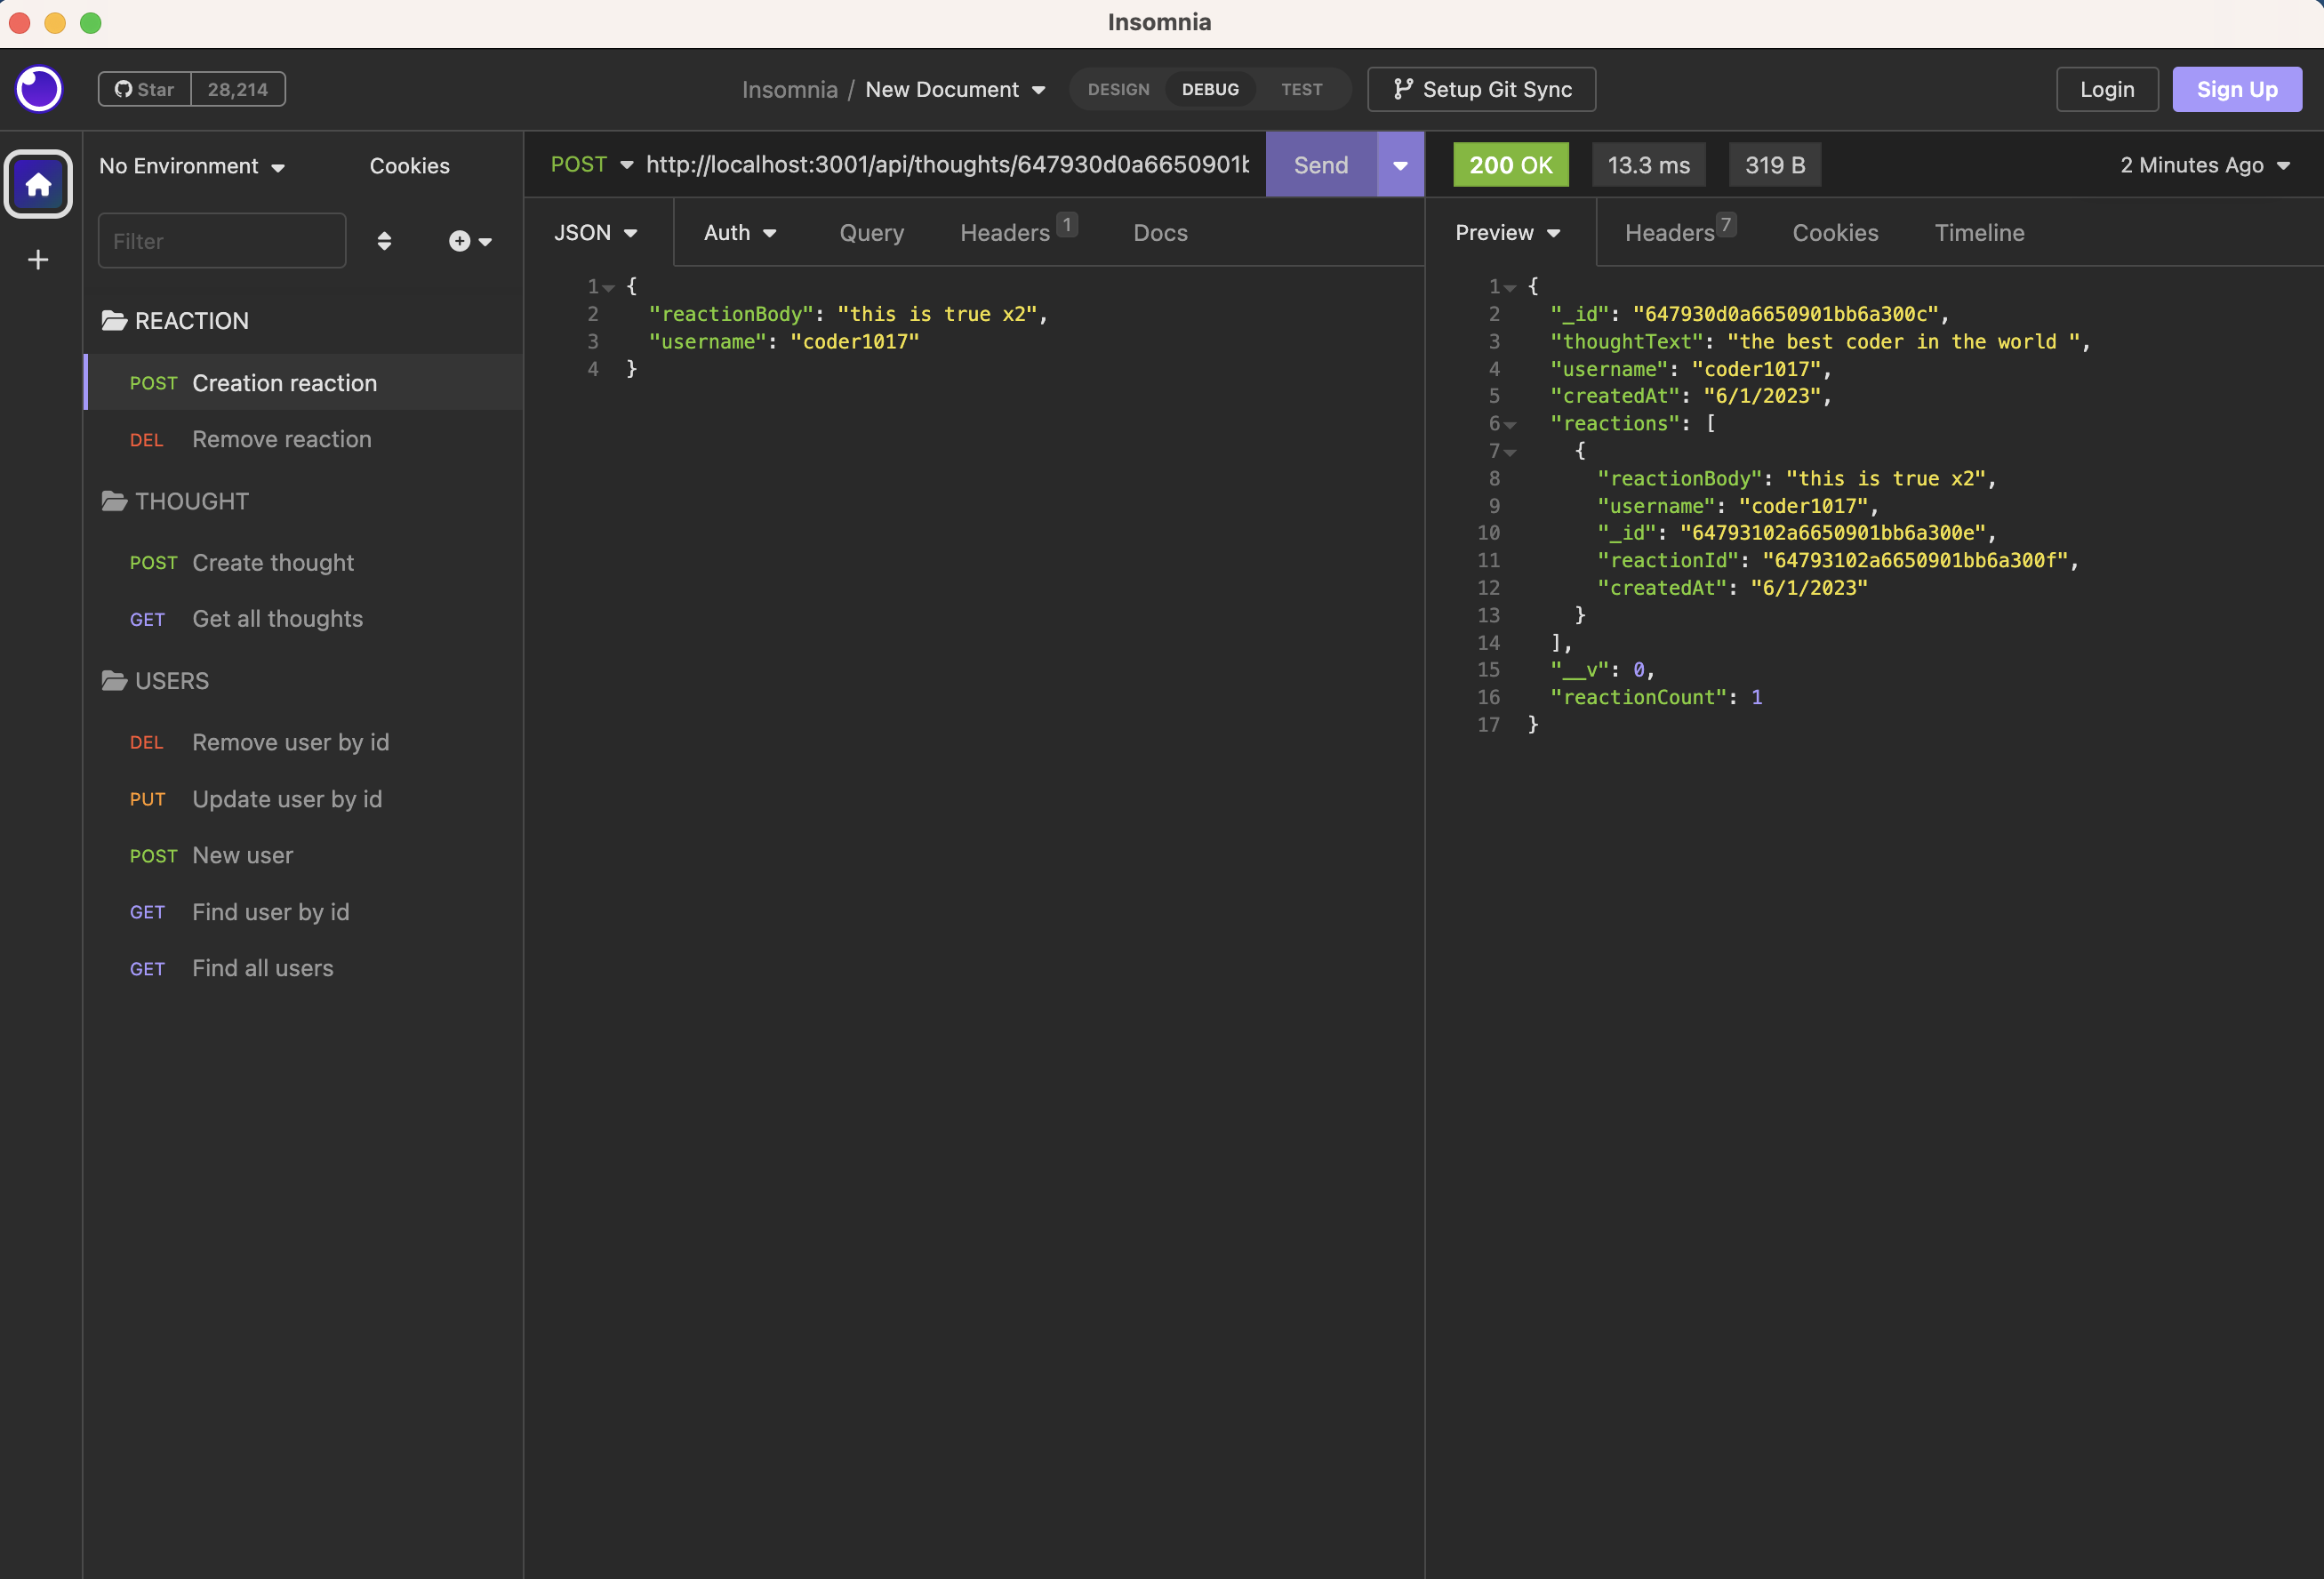 Insomnia
Star 28,214
Insomnia / New Document
DESIGN DEBUG TEST
Setup Git Sync
Login
Sign Up
No Environment
Cookies
Filter
REACTION
POST Creation reaction
DEL Remove reaction
THOUGHT
POST Create thought
GET Get all thoughts
USERS
DEL Remove user by id
PUT Update user by id
POST New user
GET Find user by id
GET Find all users
POST http://localhost:3001/api/thoughts/647930d0a6650901b
Send
JSON Auth Query Headers 1 Docs
1 {
2 "reactionBody": "this is true x2",
3 "username": "coder1017"
4 }
200 OK 13.3 ms 319 B 2 Minutes Ago
Preview Headers 7 Cookies Timeline
1 {
2 "_id": "647930d0a6650901bb6a300c",
3 "thoughtText": "the best coder in the world ",
4 "username": "coder1017",
5 "createdAt": "6/1/2023",
6 "reactions": [
7 {
8 "reactionBody": "this is true x2",
9 "username": "coder1017",
10 "_id": "64793102a6650901bb6a300e",
11 "reactionId": "64793102a6650901bb6a300f",
12 "createdAt": "6/1/2023"
13 }
14 ],
15 "__v": 0,
16 "reactionCount": 1
17 }